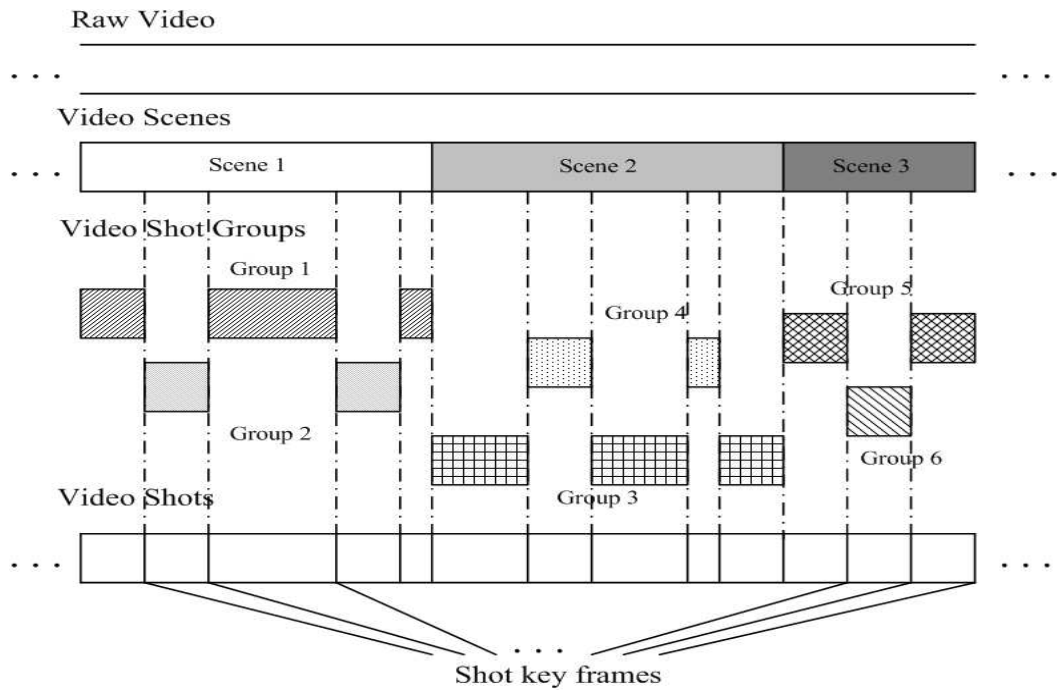 Raw Video
. . .
. . .
Video Scenes
. . .
Scene 1
Scene 2
Scene 3
. . .
Video Shot Groups
Group 1
Group 5
Group 4
Group 2
Group 6
Group 3
Video Shots
. . .
. . .
. . .
Shot key frames